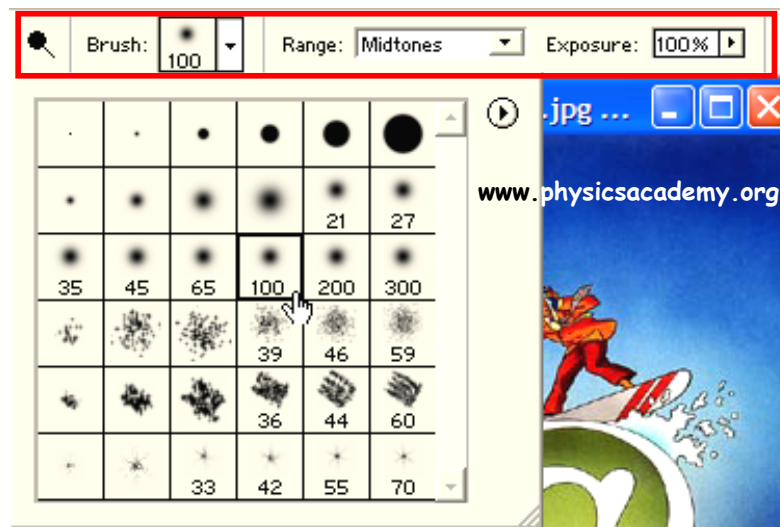 Brush: 100 Range: Midtones Exposure: 100%
.jpg ...
www.physicsacademy.org
21 27
35 45 65 100 200 300
39 46 59
36 44 60
33 42 55 70